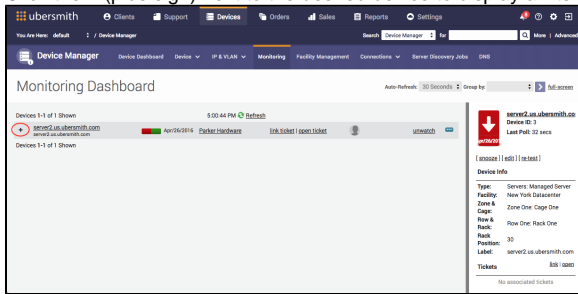 ubersmith Clients Support Devices Orders Sales Reports Settings
You Are Here: default / Device Manager Search Device Manager for More | Advanced
Device Manager Device Dashboard Device IP & VLAN Monitoring Facility Management Connections Server Discovery Jobs DNS
Monitoring Dashboard Auto-Refresh: 30 Seconds Group by: full-screen
Devices 1-1 of 1 Shown 5:00:44 PM Refresh
+ server2.us.ubersmith.com Apr/26/2016 Parker Hardware link ticket | open ticket unwatch
server2.us.ubersmith.com
Devices 1-1 of 1 Shown
server2.us.ubersmith.co
Device ID: 3
Last Poll: 32 secs
[ snooze ] [ edit ] [ re-test ]
Device Info
Type: Servers: Managed Server
Facility: New York Datacenter
Zone & Cage: Zone One: Cage One
Row & Rack: Row One: Rack One
Rack Position: 30
Label: server2.us.ubersmith.com
Tickets link | open
No associated tickets